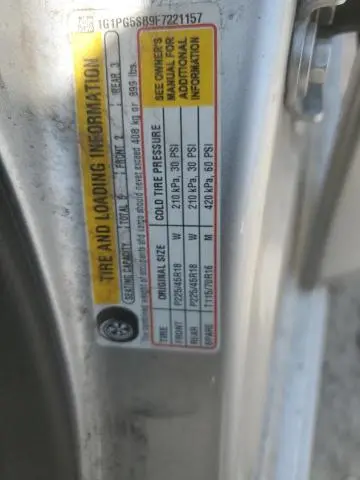 1G1PG5SB9F7221157
TIRE AND LOADING INFORMATION
SEATING CAPACITY TOTAL 5 FRONT 2 REAR 3
The combined weight of occupants and cargo should never exceed 408 kg or 899 lbs.
TIRE ORIGINAL SIZE COLD TIRE PRESSURE
FRONT P225/45R18 W 210 kPa, 30 PSI
REAR P225/45R18 W 210 kPa, 30 PSI
SPARE T115/70R16 M 420 kPa, 60 PSI
SEE OWNER'S
MANUAL FOR
ADDITIONAL
INFORMATION